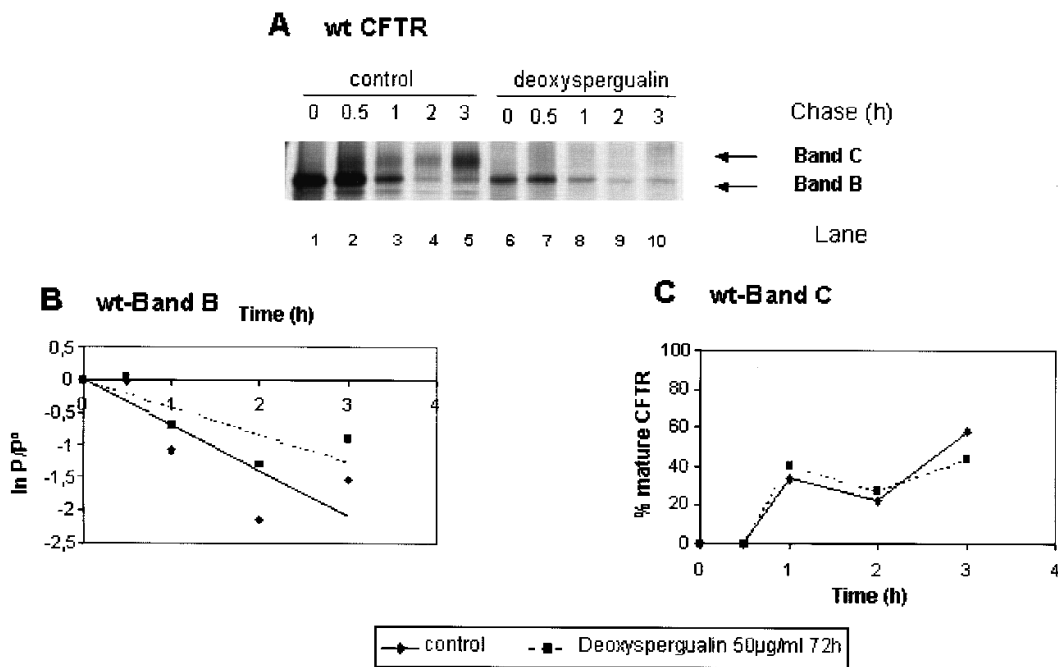 A wt CFTR
control deoxyspergualin
0 0.5 1 2 3 0 0.5 1 2 3 Chase (h)
Band C
Band B
1 2 3 4 5 6 7 8 9 10 Lane
B wt-Band B Time (h)
0,5
0
-0,5
-1
-1,5
-2
-2,5
ln P/Pº
0 1 2 3 4
C wt-Band C
100
80
60
40
20
0
% mature CFTR
0 1 2 3 4
Time (h)
control Deoxyspergualin 50µg/ml 72h